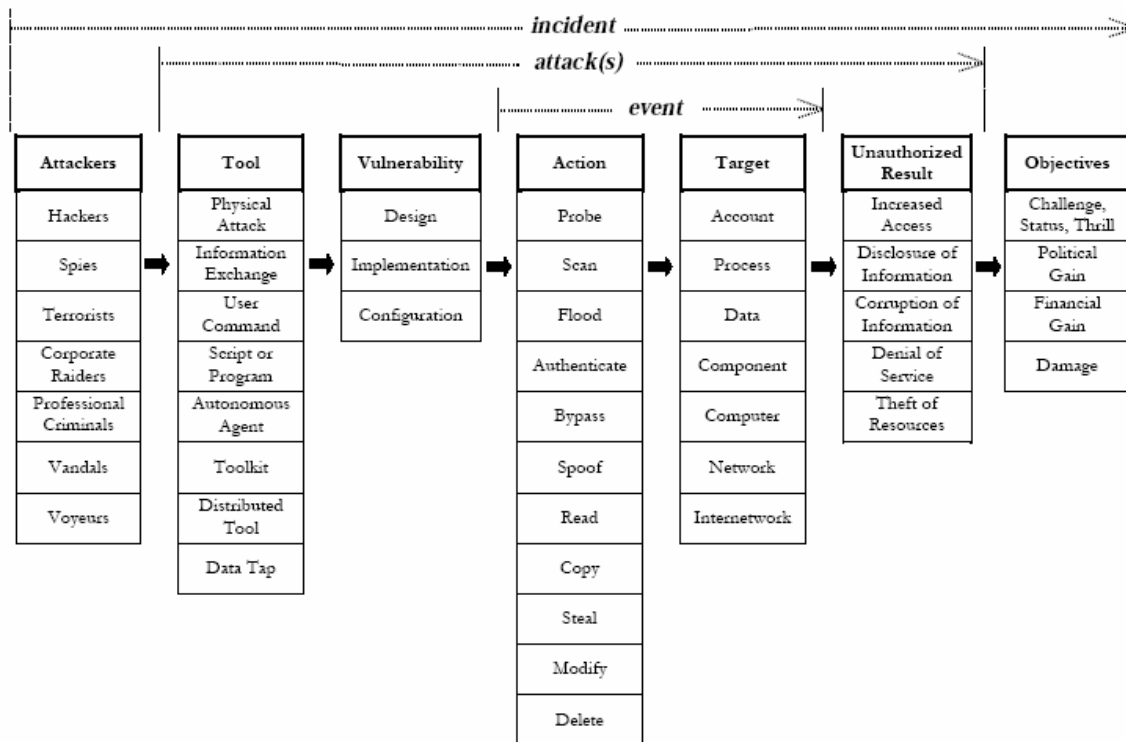 incident
attack(s)
event
Attackers
Hackers
Spies
Terrorists
Corporate
Raiders
Professional
Criminals
Vandals
Voyeurs
Tool
Physical
Attack
Information
Exchange
User
Command
Script or
Program
Autonomous
Agent
Toolkit
Distributed
Tool
Data Tap
Vulnerability
Design
Implementation
Configuration
Action
Probe
Scan
Flood
Authenticate
Bypass
Spoof
Read
Copy
Steal
Modify
Delete
Target
Account
Process
Data
Component
Computer
Network
Internetwork
Unauthorized
Result
Increased
Access
Disclosure of
Information
Corruption of
Information
Denial of
Service
Theft of
Resources
Objectives
Challenge,
Status, Thrill
Political
Gain
Financial
Gain
Damage